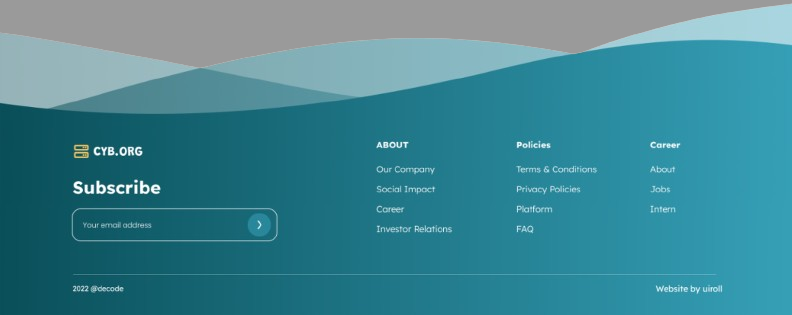 CYB.ORG
Subscribe
Your email address
ABOUT
Our Company
Social Impact
Career
Investor Relations
Policies
Terms & Conditions
Privacy Policies
Platform
FAQ
Career
About
Jobs
Intern
2022 @decode
Website by uiroll